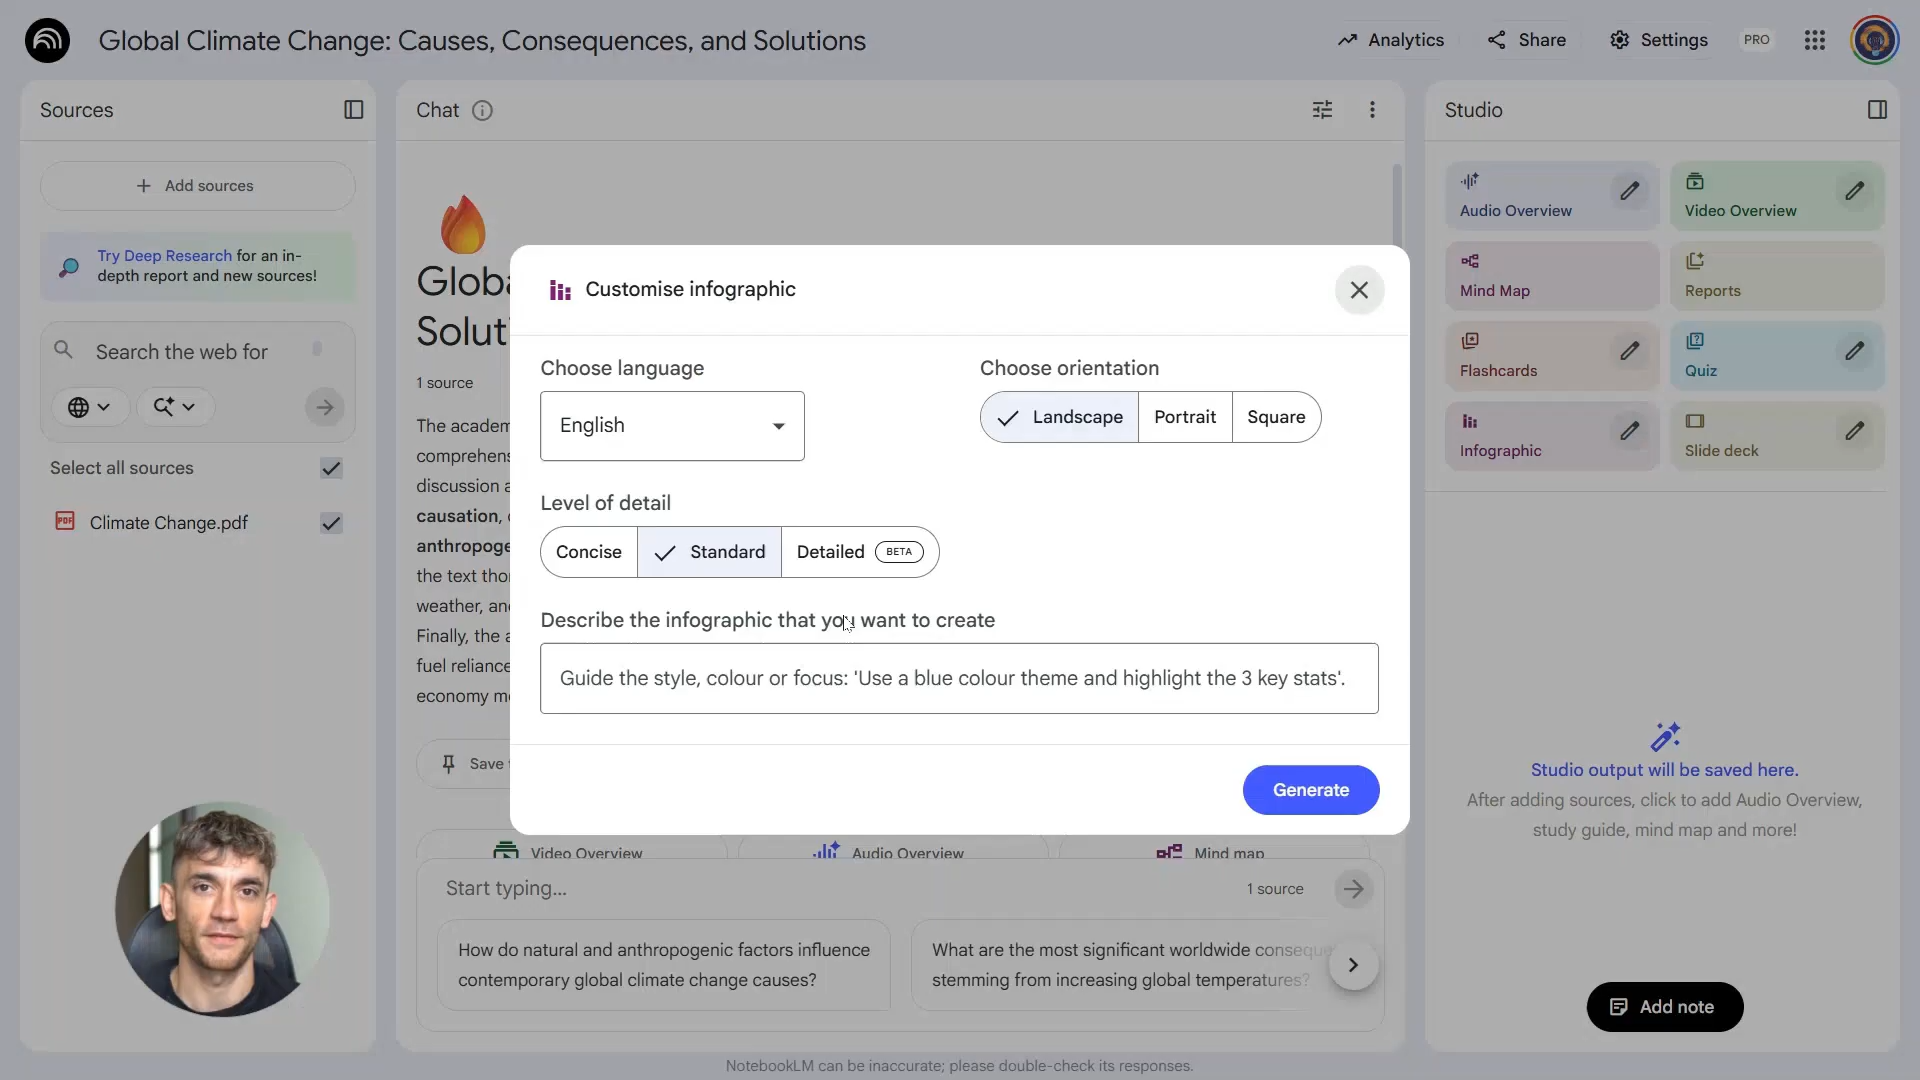 Global Climate Change: Causes, Consequences, and Solutions
Analytics
Share
Settings
PRO
Sources
Add sources
Try Deep Research for an in-
depth report and new sources!
Search the web for
Select all sources
PDF
Climate Change.pdf
Chat
Solut
1 source
The academ
comprehens
discussion a
causation,
anthropoge
the text thor
weather, an
Finally, the a
fuel reliance
economy m
Save
Customise infographic
Choose language
English
Choose orientation
Landscape
Portrait
Square
Level of detail
Concise
Standard
Detailed
BETA
Describe the infographic that you want to create
Guide the style, colour or focus: 'Use a blue colour theme and highlight the 3 key stats'.
Generate
Video Overview
Audio Overview
Mind map
Start typing...
1 source
How do natural and anthropogenic factors influence
contemporary global climate change causes?
What are the most significant worldwide conseque
stemming from increasing global temperatures?
Studio
Audio Overview
Video Overview
Mind Map
Reports
Flashcards
Quiz
Infographic
Slide deck
Studio output will be saved here.
After adding sources, click to add Audio Overview,
study guide, mind map and more!
Add note
NotebookLM can be inaccurate; please double-check its responses.